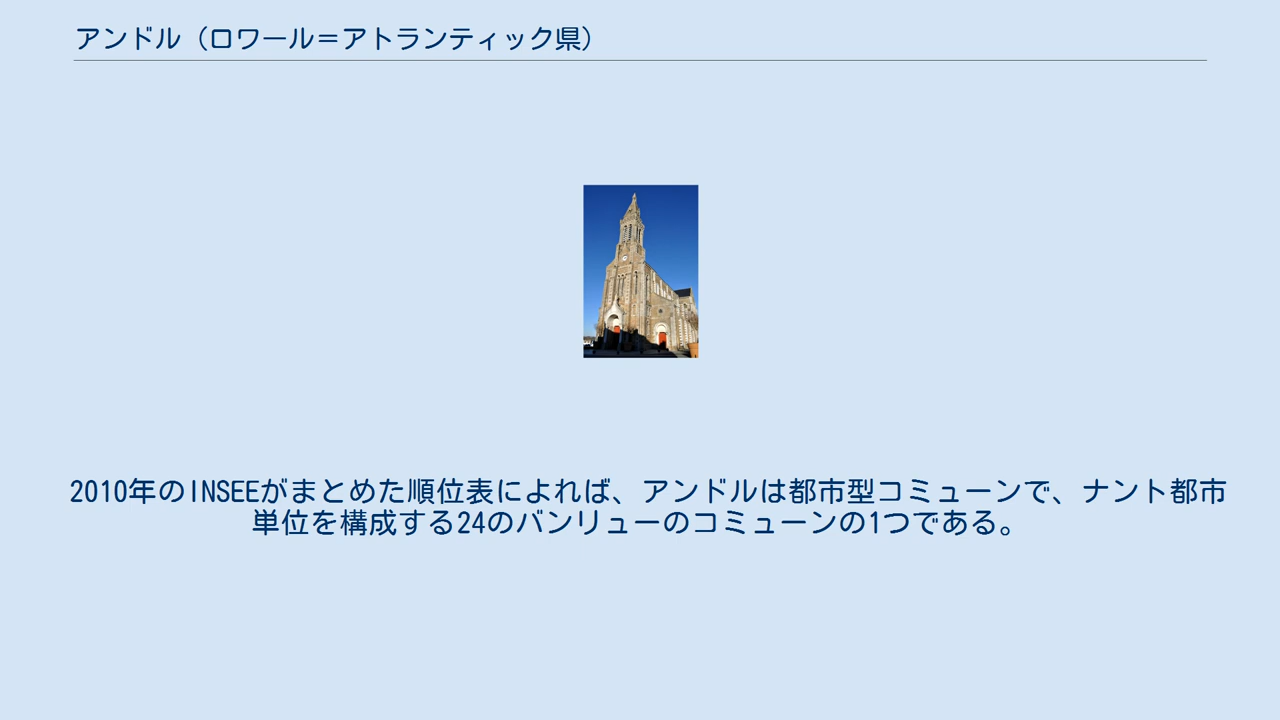 アンドル（ロワール＝アトランティック県）
2010年のINSEEがまとめた順位表によれば、アンドルは都市型コミューンで、ナント都市
単位を構成する24のバンリューのコミューンの1つである。